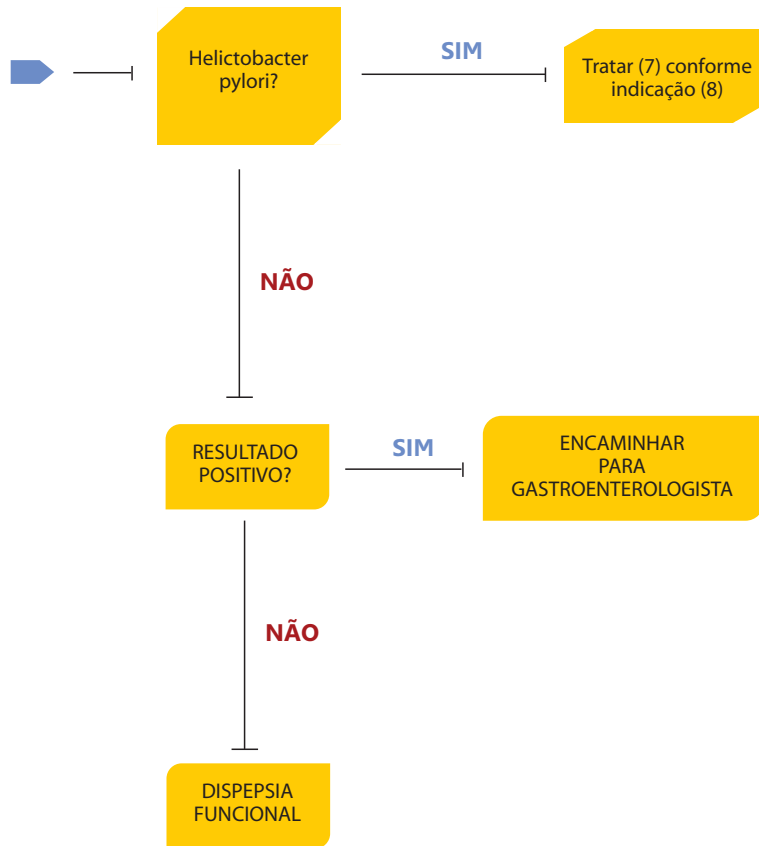 Helictobacter
pylori?
SIM
Tratar (7) conforme
indicação (8)
NÃO
RESULTADO
POSITIVO?
SIM
ENCAMINHAR
PARA
GASTROENTEROLOGISTA
NÃO
DISPEPSIA
FUNCIONAL